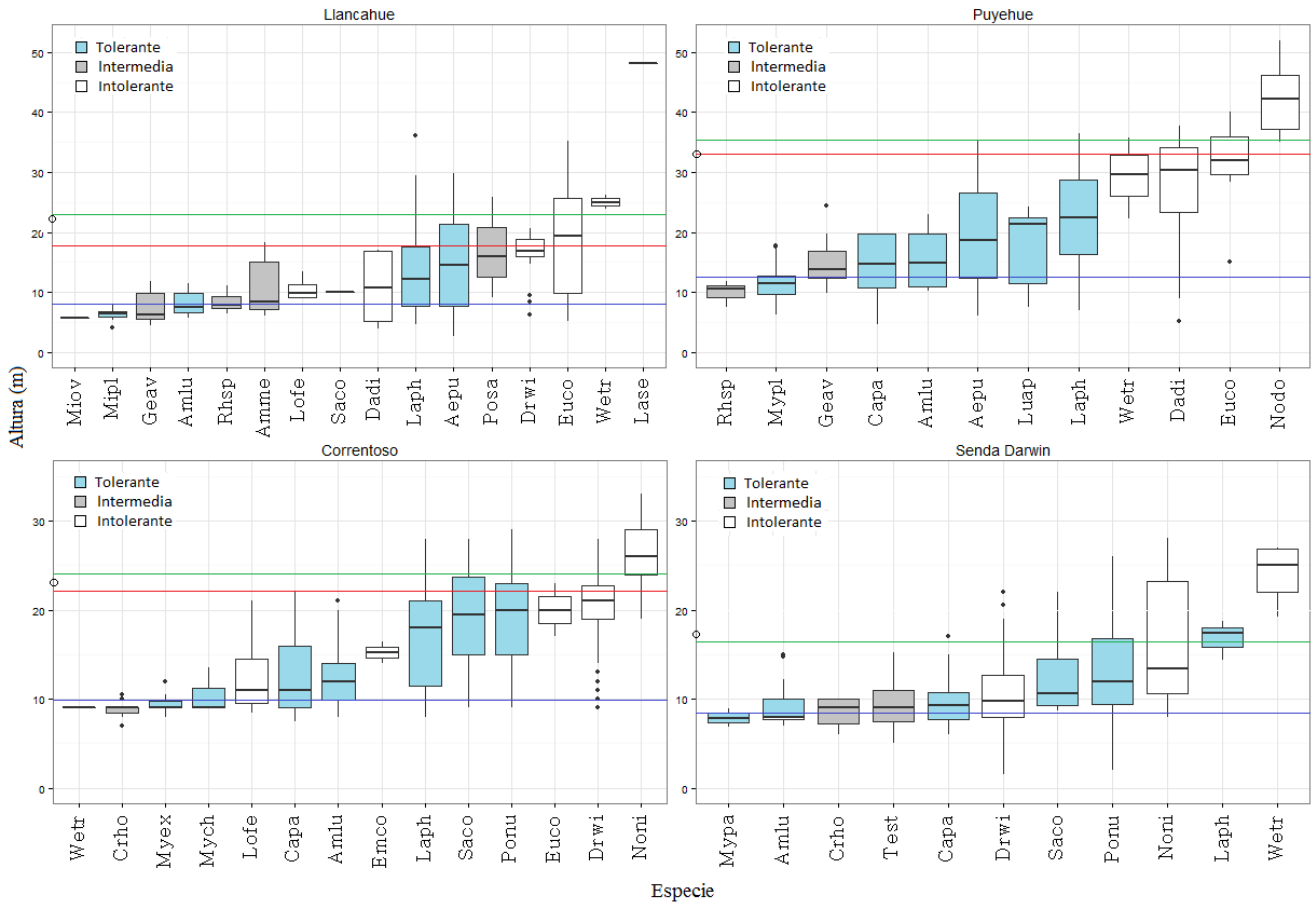 Llancahue
Tolerante
Intermedia
Intolerante
50
40
30
20
10
0
Miov Mipl Geav Amlu Rhsp Amme Lofe Saco Dadi Laph Aepu Posa Drwi Euco Wetr Lase
Puyehue
Tolerante
Intermedia
Intolerante
50
40
30
20
10
0
Rhsp Mypl Geav Capa Amlu Aepu Luap Laph Wetr Dadi Euco Nodo
Altura (m)
Correntoso
Tolerante
Intermedia
Intolerante
30
20
10
0
Wetr Crho Myex Mych Lofe Capa Amlu Emco Laph Saco Ponu Euco Drwi Noni
Senda Darwin
Tolerante
Intermedia
Intolerante
30
20
10
0
Mypa Amlu Crho Test Capa Drwi Saco Ponu Noni Laph Wetr
Especie